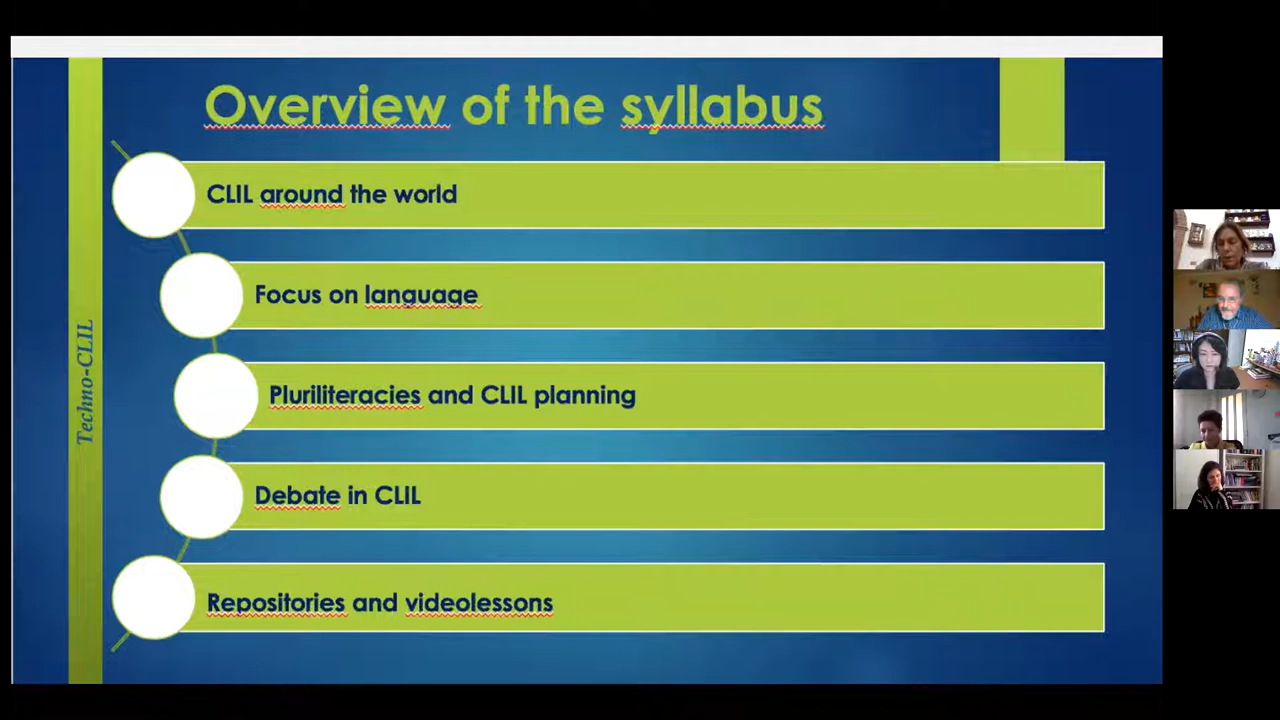 Overview of the syllabus
CLIL around the world
Focus on language
Pluriliteracies and CLIL planning
Debate in CLIL
Repositories and videolessons
Techno-CLIL